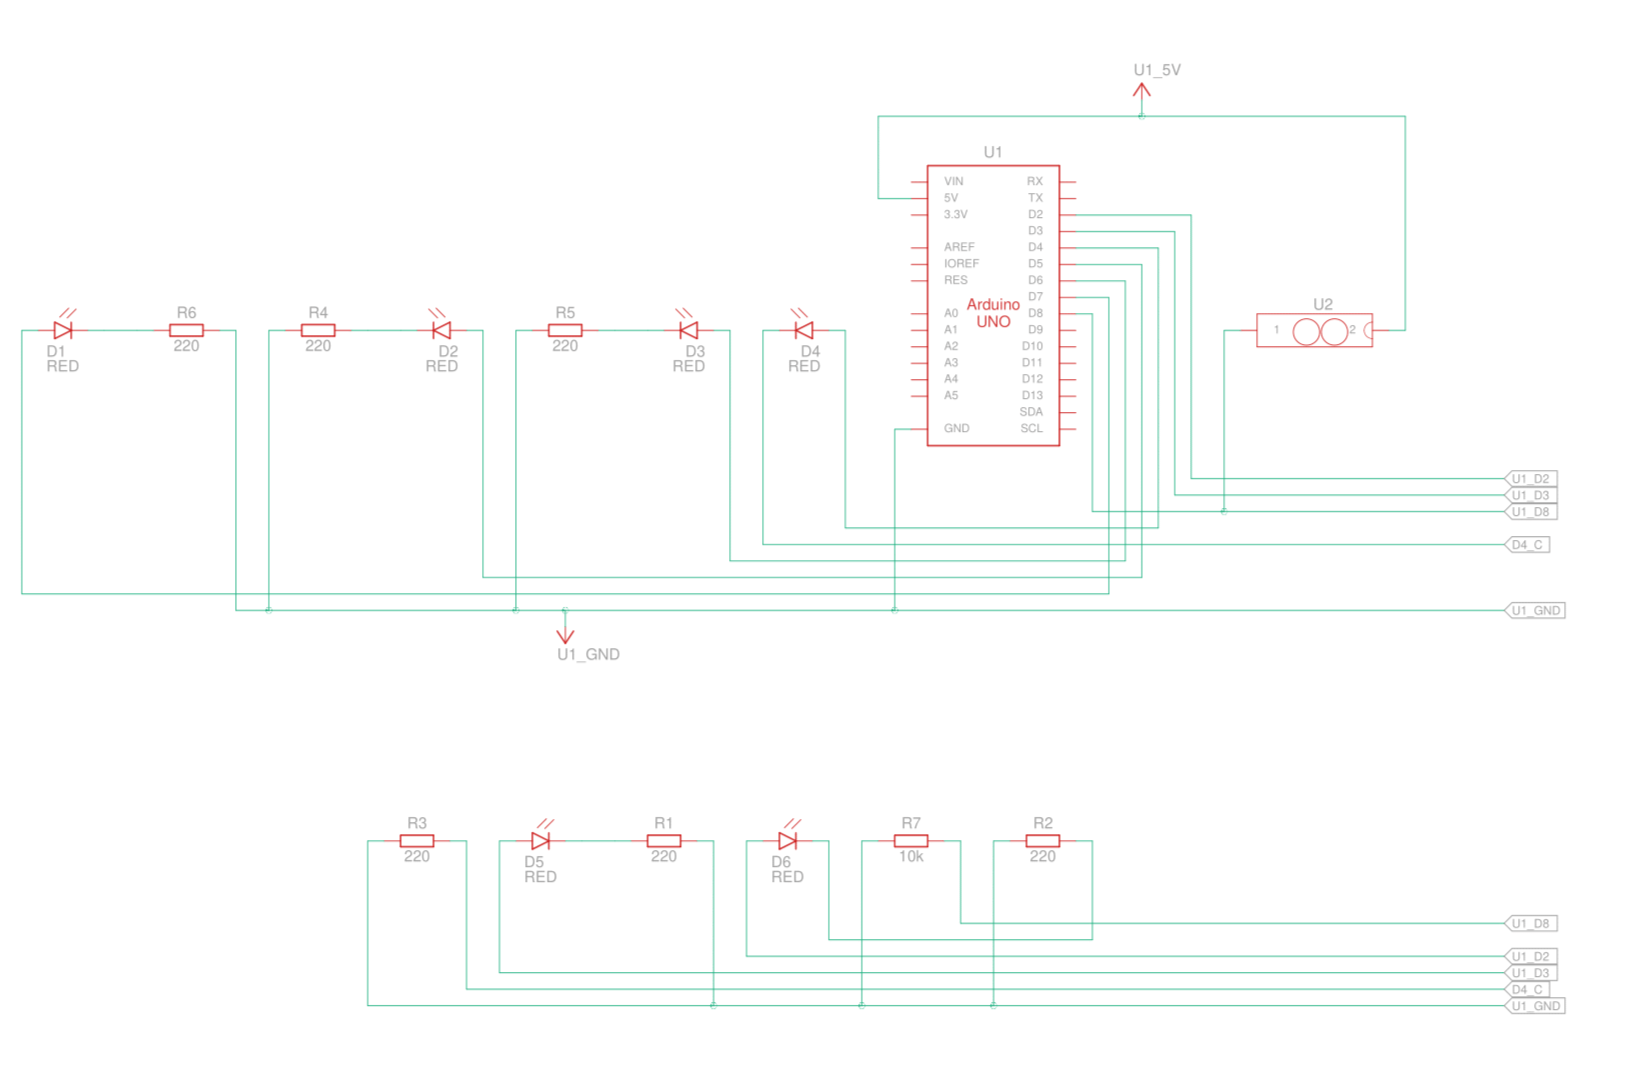 U1_5V
U1
VIN
RX
5V
TX
3.3V
D2
D3
AREF
D4
IOREF
D5
RES
D6
D7
Arduino
UNO
A0
D8
A1
D9
A2
D10
A3
D11
A4
D12
A5
D13
SDA
GND
SCL
U2
1
2
R6
220
D1
RED
R4
220
D2
RED
R5
220
D3
RED
D4
RED
U1_D2
U1_D3
U1_D8
D4_C
U1_GND
U1_GND
R3
220
D5
RED
R1
220
D6
RED
R7
10k
R2
220
U1_D8
U1_D2
U1_D3
D4_C
U1_GND